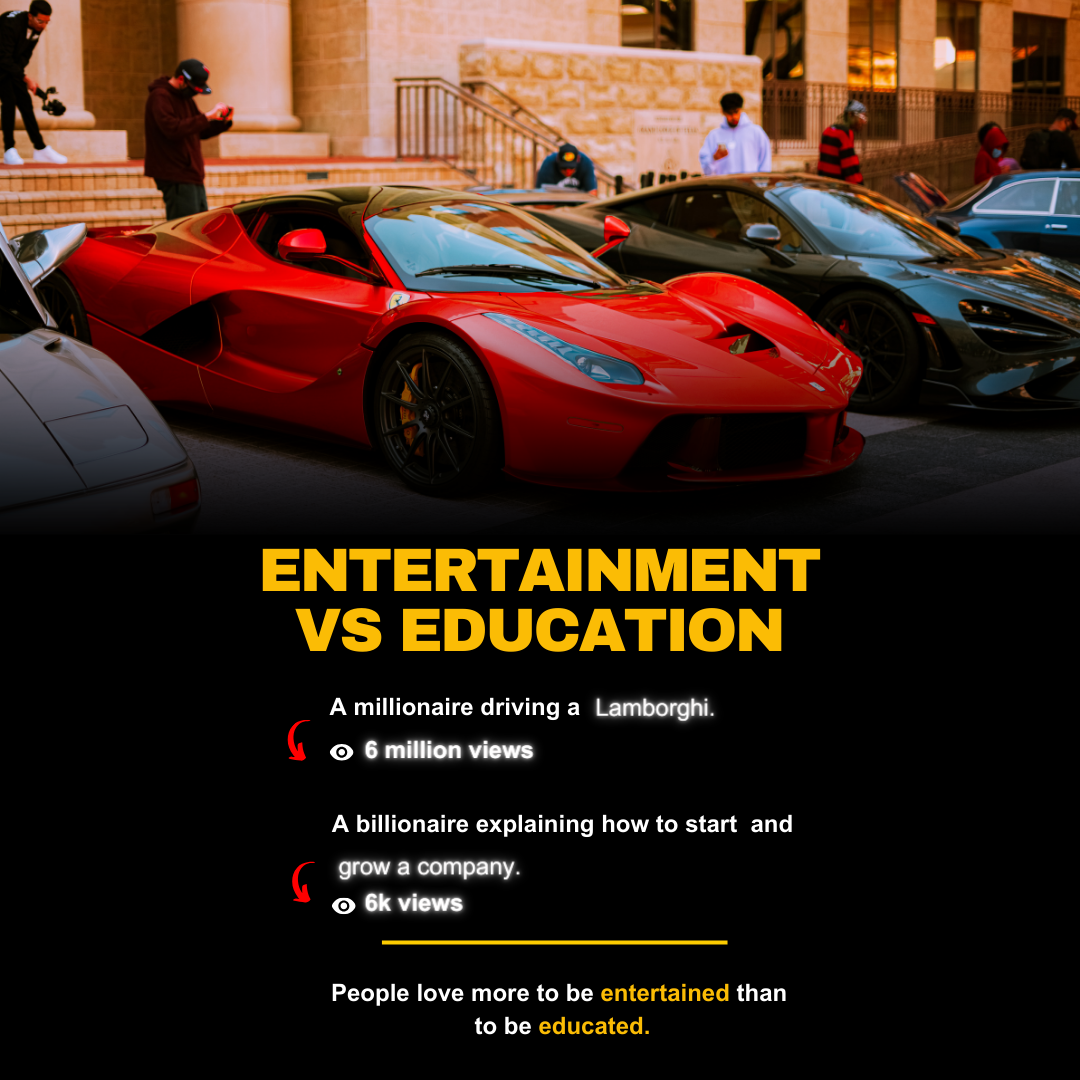 ENTERTAINMENT
VS EDUCATION
A millionaire driving a Lamborghi.
6 million views
A billionaire explaining how to start and
grow a company.
6k views
People love more to be entertained than
to be educated.